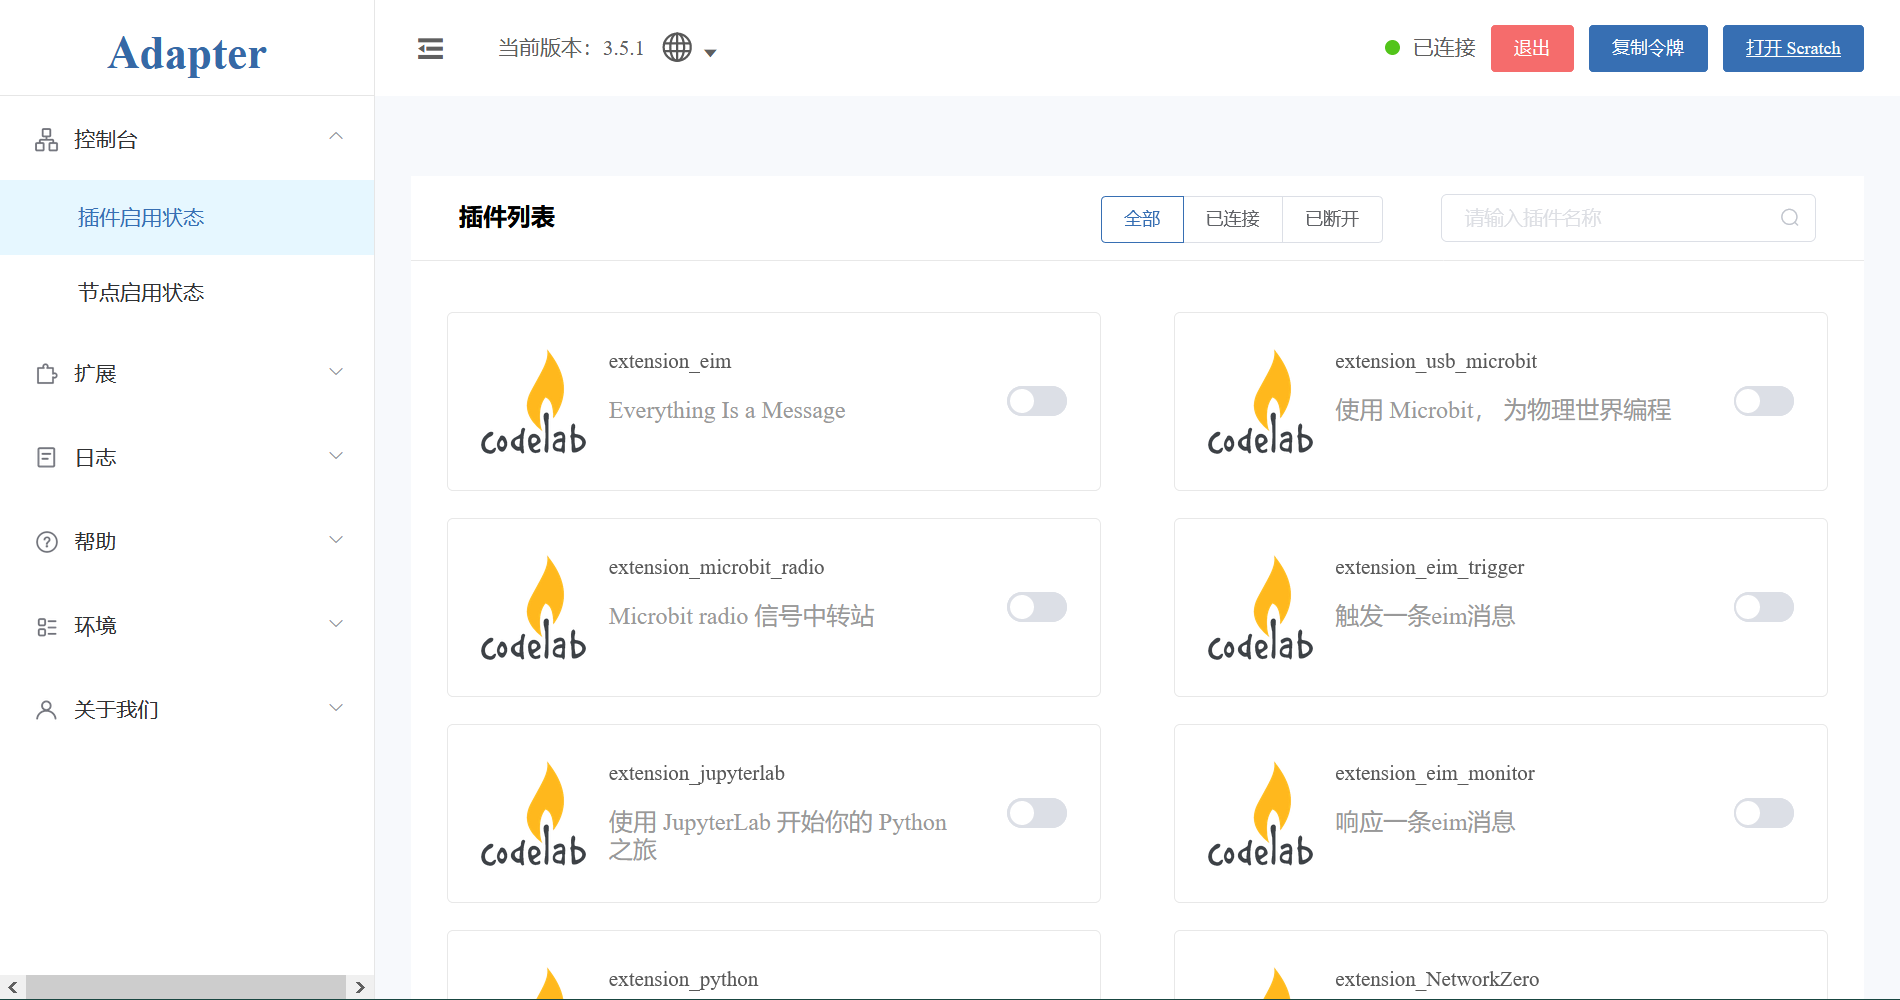 Adapter
当前版本：3.5.1
已连接
退出
复制令牌
打开 Scratch
控制台
插件启用状态
节点启用状态
扩展
日志
帮助
环境
关于我们
插件列表
全部
已连接
已断开
请输入插件名称
codelab
extension_eim
Everything Is a Message
codelab
extension_usb_microbit
使用 Microbit， 为物理世界编程
codelab
extension_microbit_radio
Microbit radio 信号中转站
codelab
extension_eim_trigger
触发一条eim消息
codelab
extension_jupyterlab
使用 JupyterLab 开始你的 Python
之旅
codelab
extension_eim_monitor
响应一条eim消息
extension_python
extension_NetworkZero